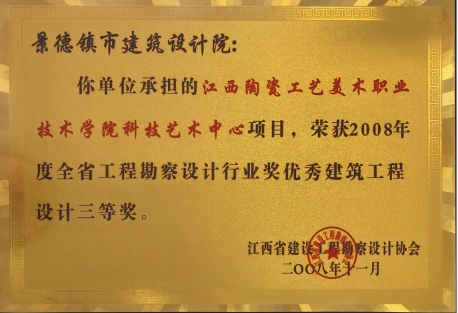 景德镇市建筑设计院:
你单位承担的江西陶瓷工艺美术职业
技术学院科技艺术中心项目，荣获2008年
度全省工程勘察设计行业奖优秀建筑工程
设计三等奖。
江西省建设工程勘察设计协会
二〇〇八年十一月